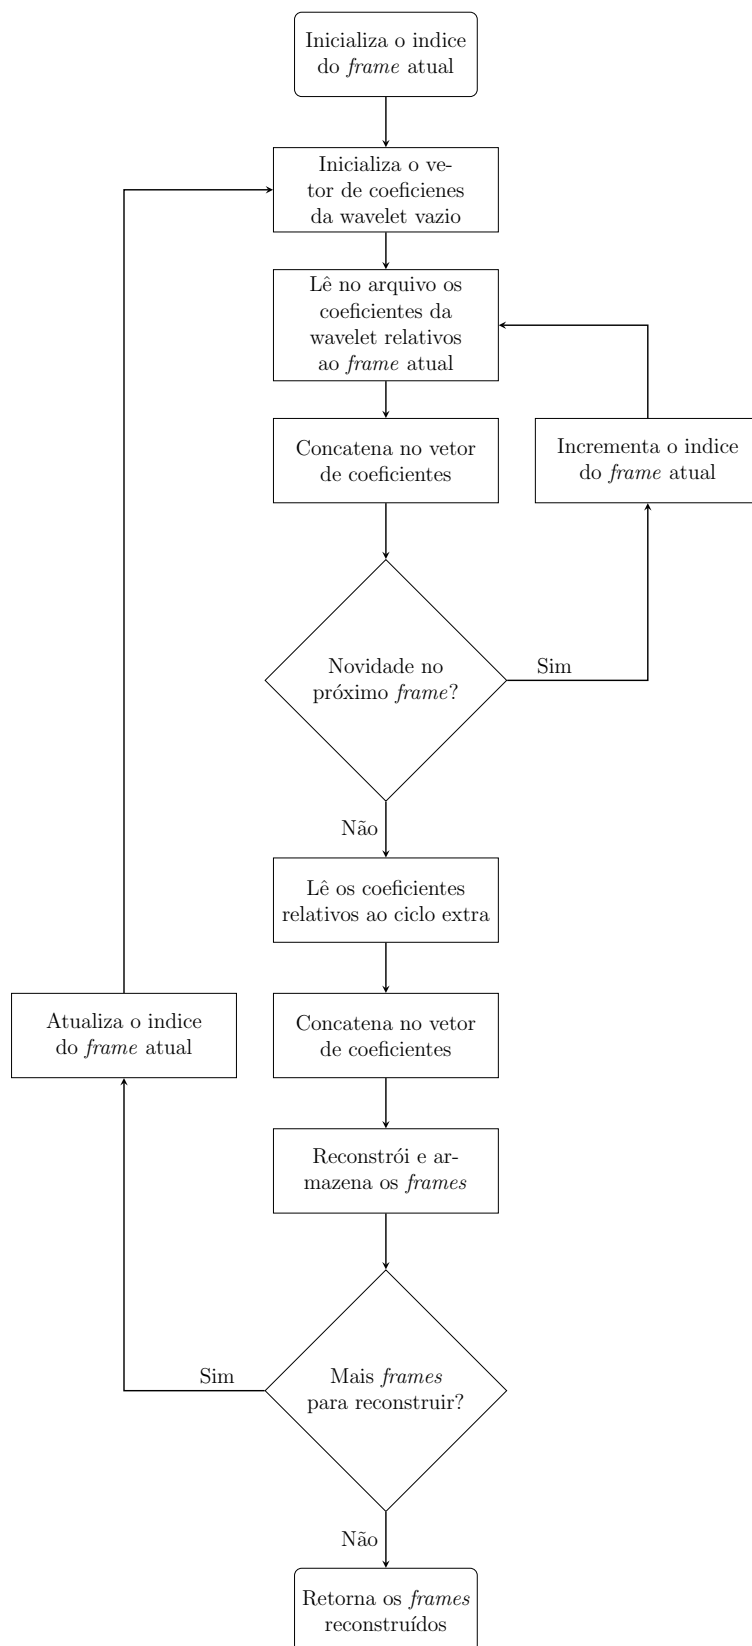 Inicializa o indice
do frame atual
Inicializa o ve-
tor de coeficienes
da wavelet vazio
Lê no arquivo os
coeficientes da
wavelet relativos
ao frame atual
Concatena no vetor
de coeficientes
Incrementa o indice
do frame atual
Novidade no
próximo frame?
Sim
Não
Lê os coeficientes
relativos ao ciclo extra
Atualiza o indice
do frame atual
Concatena no vetor
de coeficientes
Reconstrói e ar-
mazena os frames
Sim
Mais frames
para reconstruir?
Não
Retorna os frames
reconstruídos